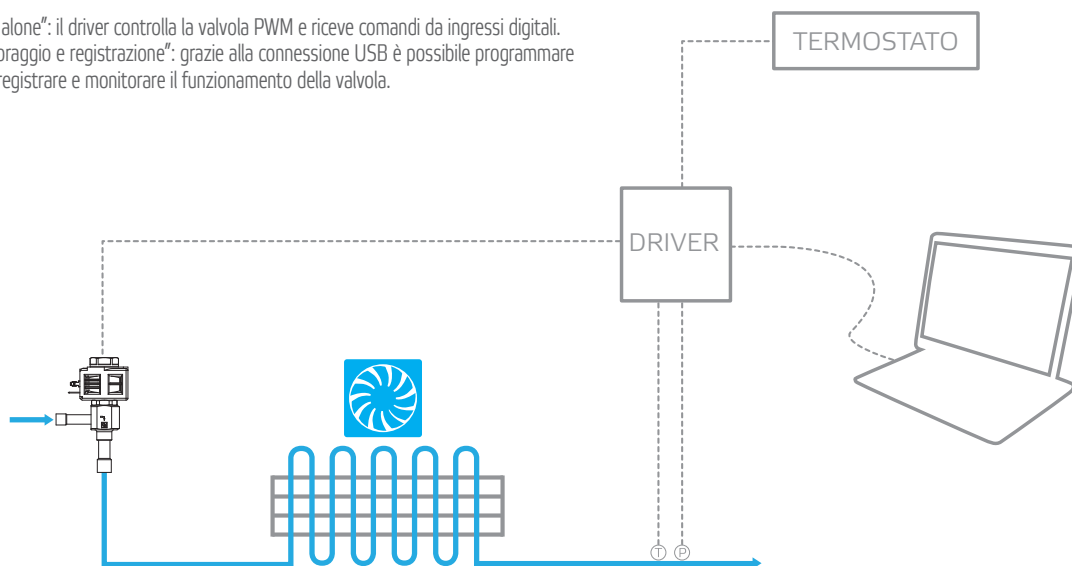 alone”: il driver controlla la valvola PWM e riceve comandi da ingressi digitali.
raggio e registrazione”: grazie alla connessione USB è possibile programmare
registrare e monitorare il funzionamento della valvola.
TERMOSTATO
DRIVER
T P